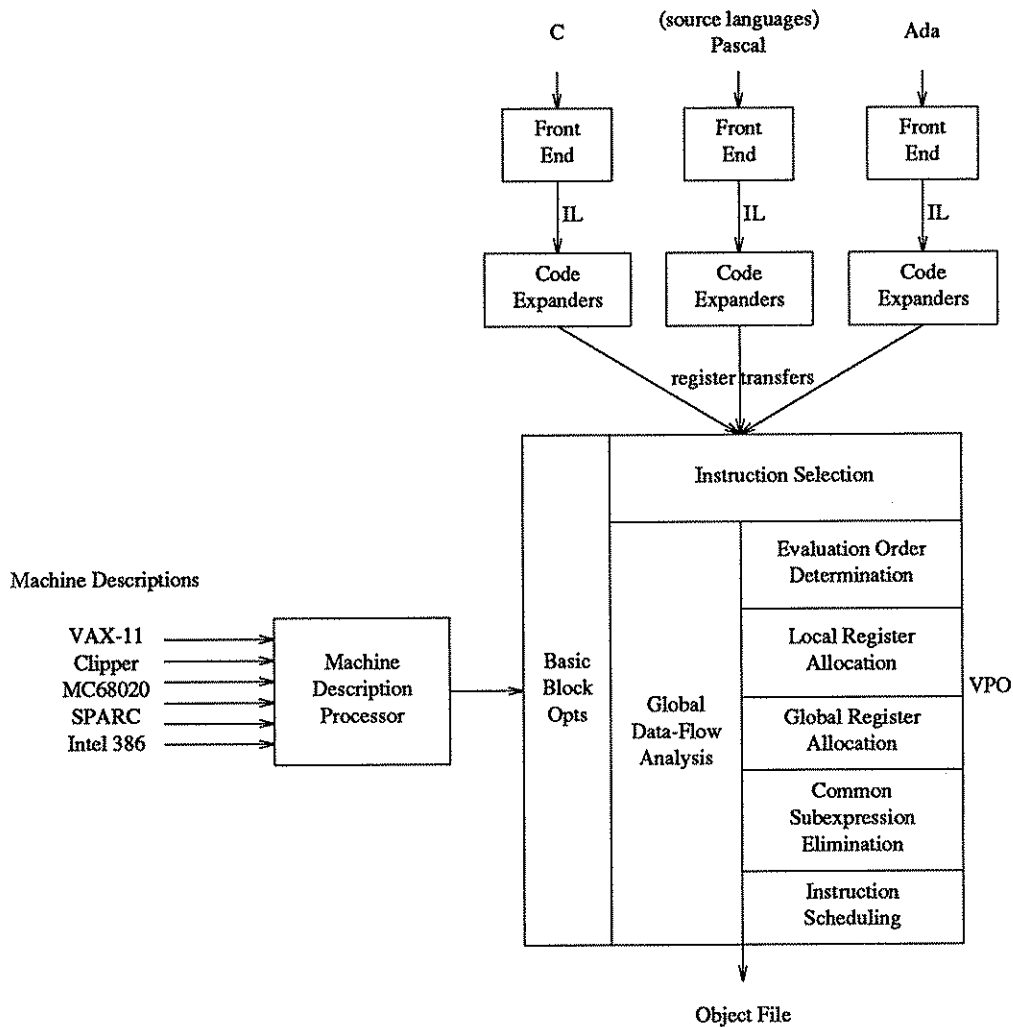 (source languages)
C
Pascal
Ada
Front
End
Front
End
Front
End
IL
IL
IL
Code
Expanders
Code
Expanders
Code
Expanders
register transfers
Instruction Selection
Evaluation Order
Determination
Machine Descriptions
VAX-11
Clipper
MC68020
SPARC
Intel 386
Machine
Description
Processor
Basic
Block
Opts
Global
Data-Flow
Analysis
Local Register
Allocation
Global Register
Allocation
VPO
Common
Subexpression
Elimination
Instruction
Scheduling
Object File